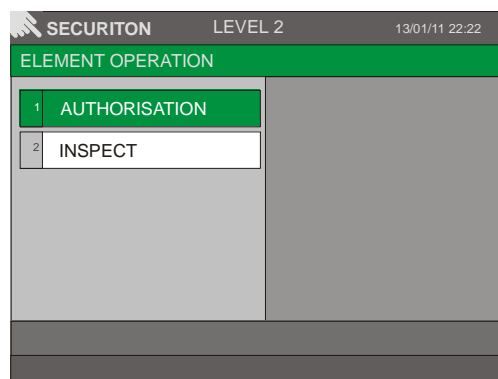 SECURITON LEVEL 2 13/01/11 22:22
ELEMENT OPERATION
1 AUTHORISATION
2 INSPECT